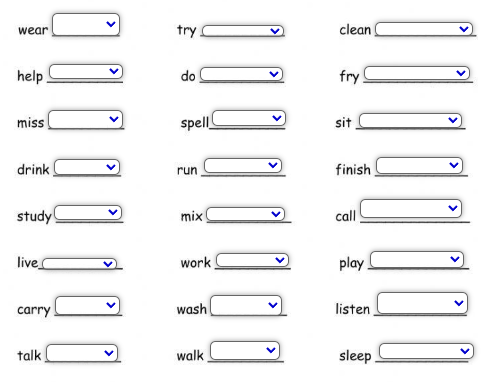 wear try clean
help do fry
miss spell sit
drink run finish
study mix call
live work play
carry wash listen
talk walk sleep